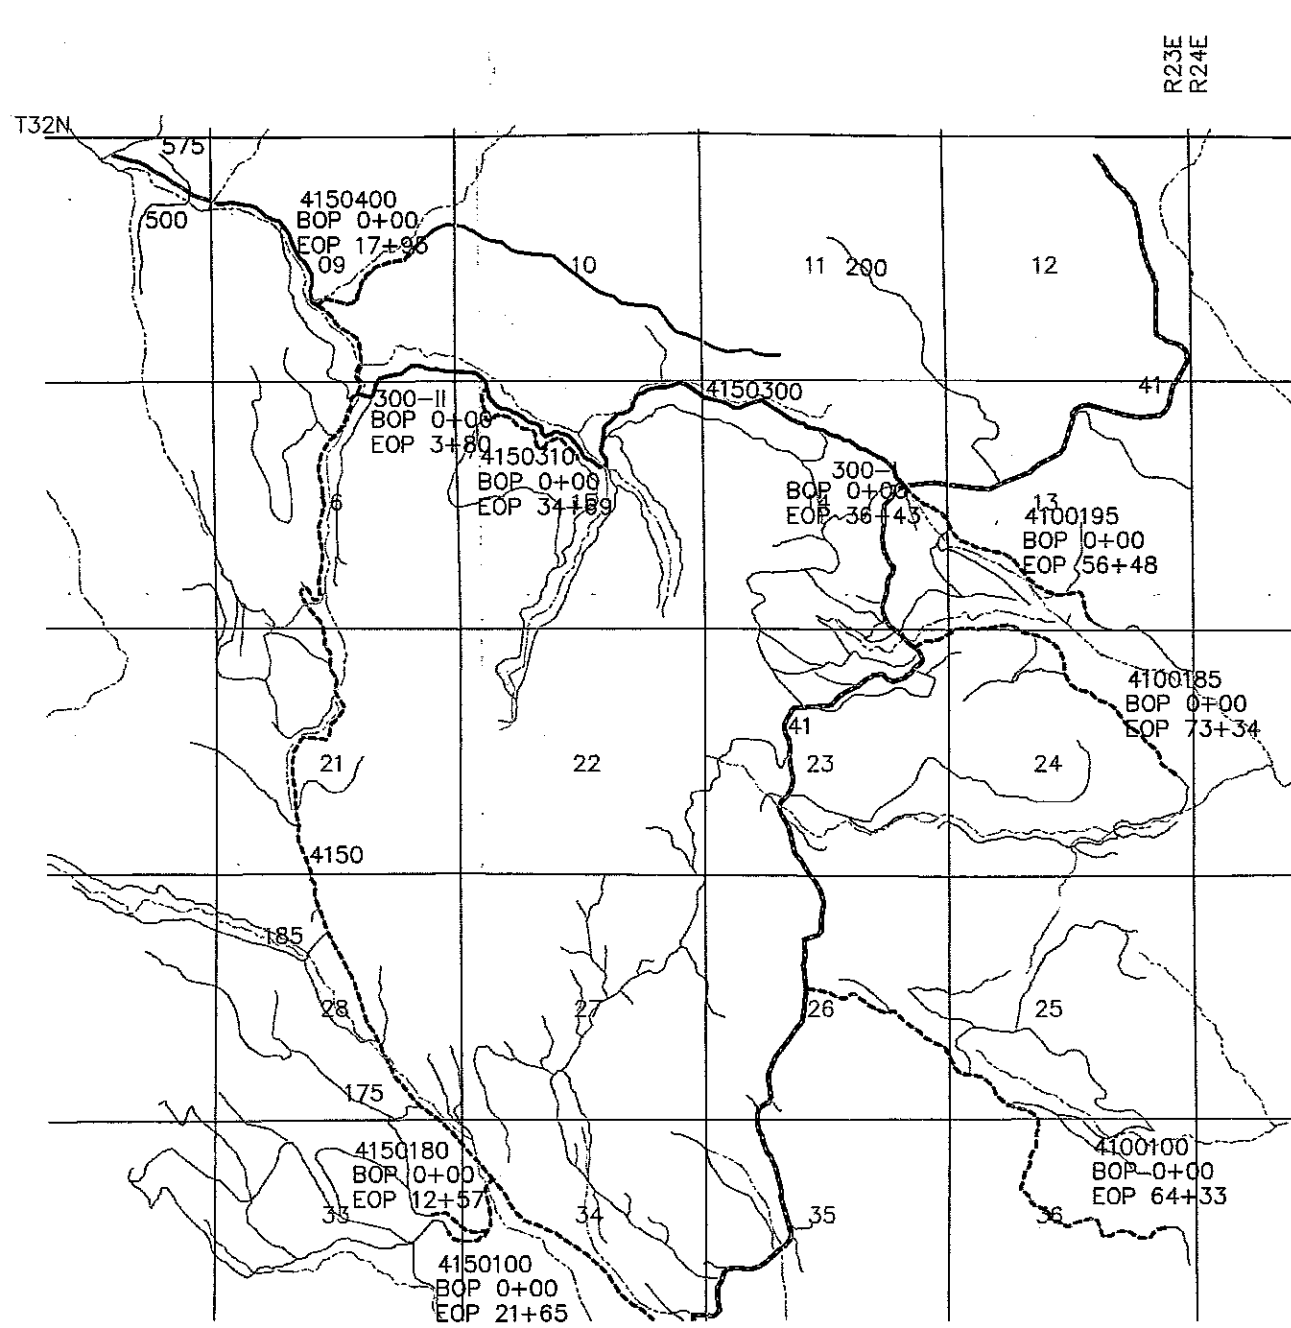 R23E
R24E
T32N
575
500
4150400
BOP 0+00
EOP 17+96
09
10
11 200
12
41
4150300
300-II
BOP 0+00
EOP 3+80
4150310
BOP 0+00
EOP 34+69
15
6
300-I
BOP 0+00
EOP 36+43
14
13
4100195
BOP 0+00
EOP 56+48
4100185
BOP 0+00
EOP 73+34
41
21
22
23
24
4150
185
28
27
26
25
175
4150180
BOP 0+00
EOP 12+57
33
34
35
36
4100100
BOP 0+00
EOP 64+33
4150100
BOP 0+00
EOP 21+65